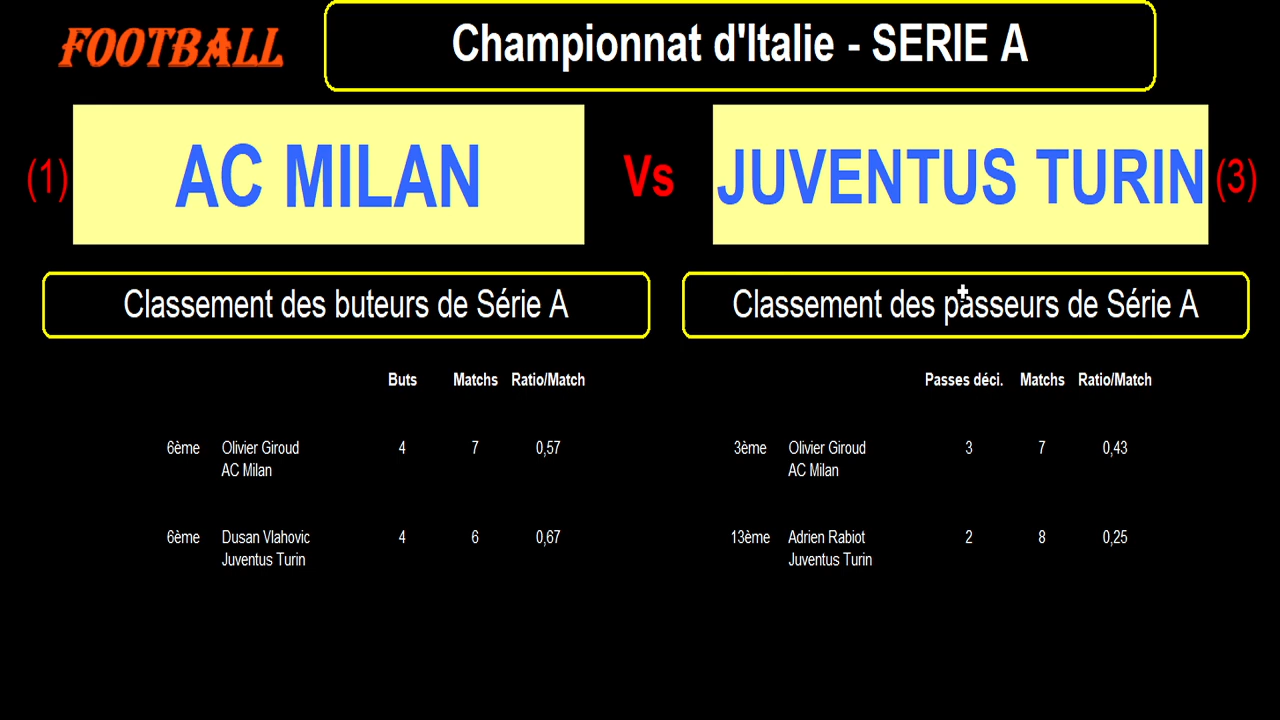 FOOTBALL
Championnat d'Italie - SERIE A
(1) AC MILAN Vs JUVENTUS TURIN (3)
Classement des buteurs de Série A
Buts Matchs Ratio/Match
6ème Olivier Giroud 4 7 0,57
AC Milan
6ème Dusan Vlahovic 4 6 0,67
Juventus Turin
Classement des passeurs de Série A
Passes déci. Matchs Ratio/Match
3ème Olivier Giroud 3 7 0,43
AC Milan
13ème Adrien Rabiot 2 8 0,25
Juventus Turin